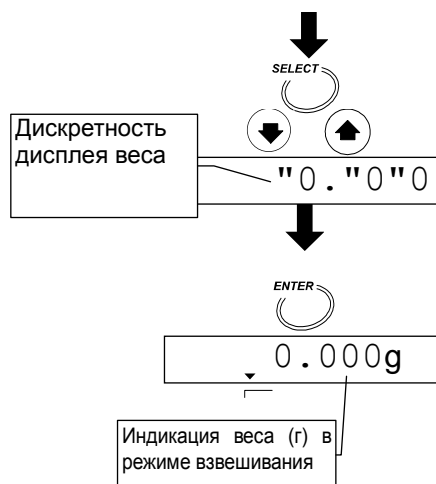 SELECT
Дискретность
дисплея веса
"0."0"0
ENTER
0.000g
Индикация веса (г) в
режиме взвешивания